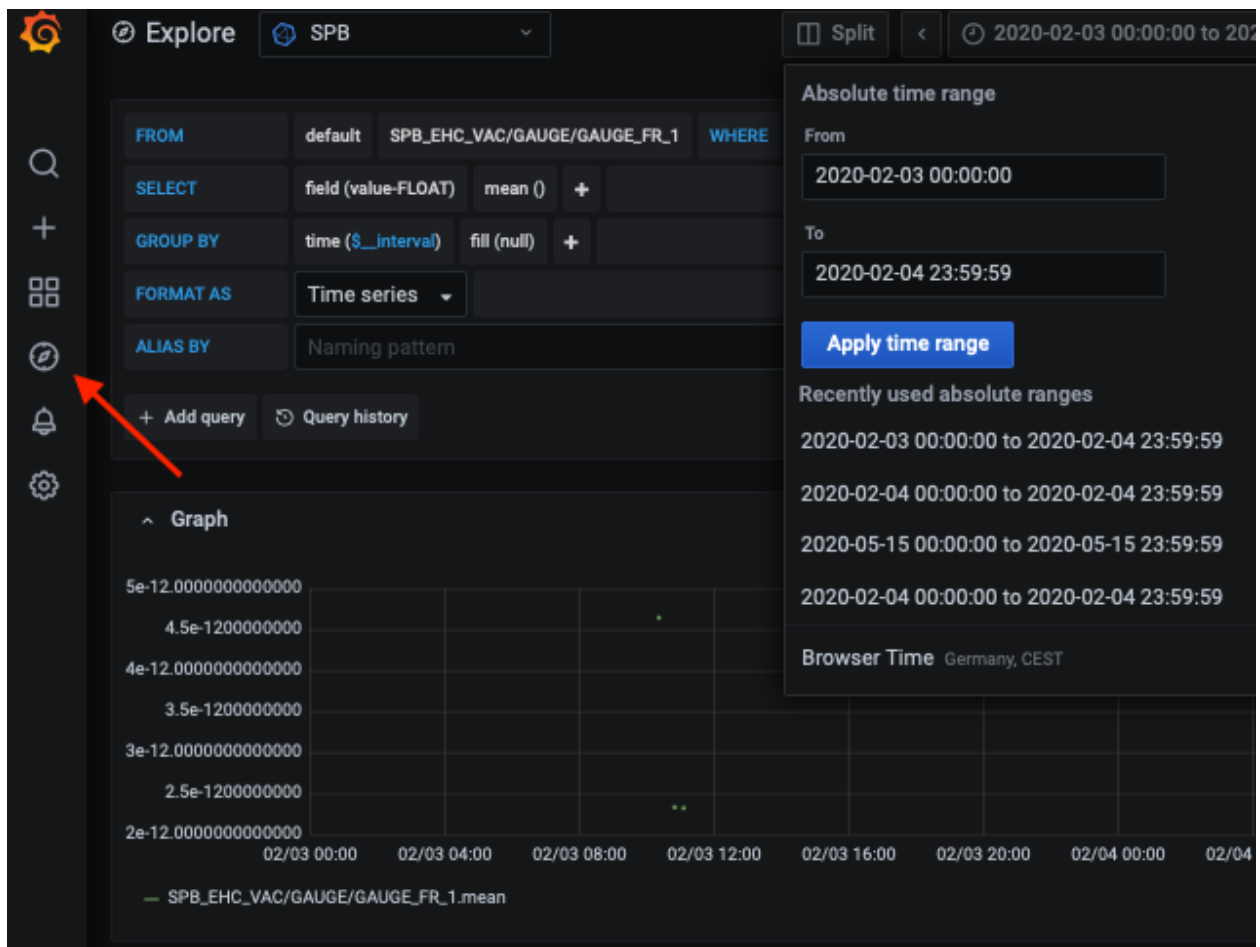 Explore SPB Split 2020-02-03 00:00:00 to 202
FROM default SPB_EHC_VAC/GAUGE/GAUGE_FR_1 WHERE
SELECT field (value-FLOAT) mean () +
GROUP BY time ($__interval) fill (null) +
FORMAT AS Time series
ALIAS BY Naming pattern
+ Add query Query history
Absolute time range
From
2020-02-03 00:00:00
To
2020-02-04 23:59:59
Apply time range
Recently used absolute ranges
2020-02-03 00:00:00 to 2020-02-04 23:59:59
2020-02-04 00:00:00 to 2020-02-04 23:59:59
2020-05-15 00:00:00 to 2020-05-15 23:59:59
2020-02-04 00:00:00 to 2020-02-04 23:59:59
Browser Time Germany, CEST
Graph
5e-12.0000000000000
4.5e-1200000000
4e-12.0000000000000
3.5e-1200000000
3e-12.0000000000000
2.5e-1200000000
2e-12.0000000000000
02/03 00:00 02/03 04:00 02/03 08:00 02/03 12:00 02/03 16:00 02/03 20:00 02/04 00:00 02/04
SPB_EHC_VAC/GAUGE/GAUGE_FR_1.mean